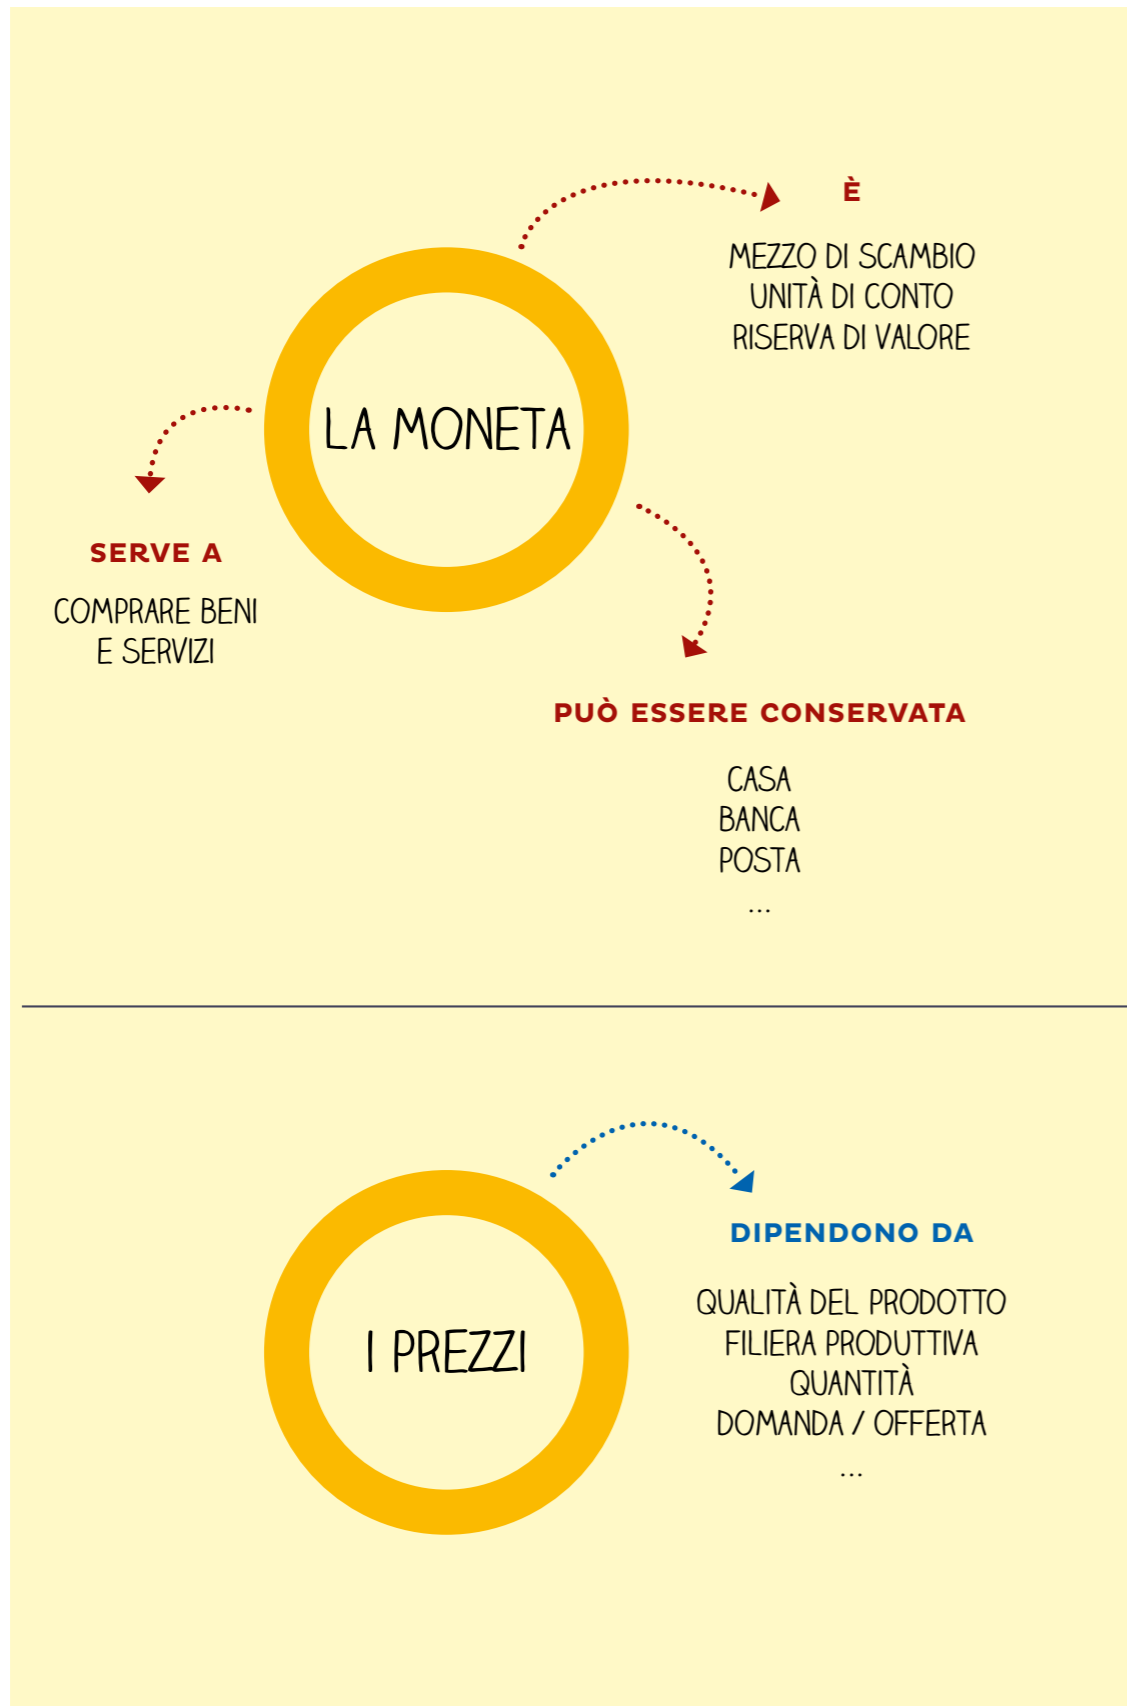 È
MEZZO DI SCAMBIO
UNITÀ DI CONTO
RISERVA DI VALORE
LA MONETA
SERVE A
COMPRARE BENI
E SERVIZI
PUÒ ESSERE CONSERVATA
CASA
BANCA
POSTA
...
DIPENDONO DA
QUALITÀ DEL PRODOTTO
FILIERA PRODUTTIVA
QUANTITÀ
DOMANDA / OFFERTA
...
I PREZZI